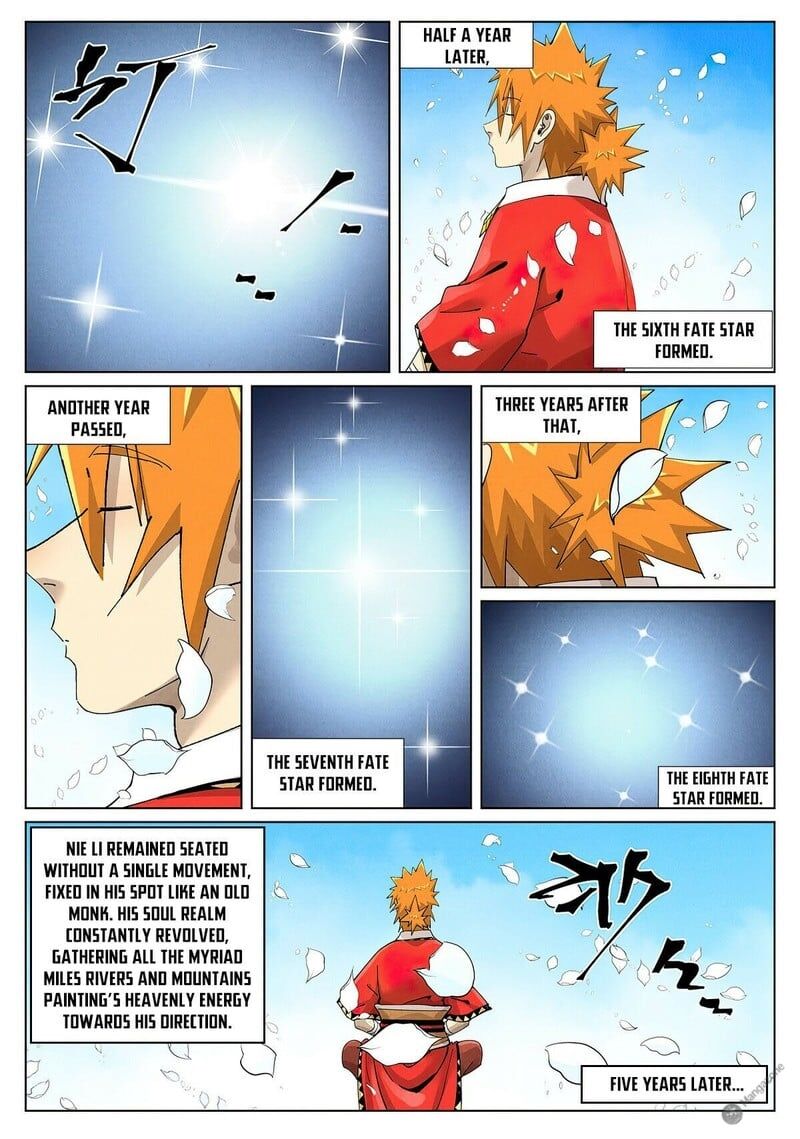 HALF A YEAR
LATER,
THE SIXTH FATE STAR
FORMED.
ANOTHER YEAR
PASSED,
THE SEVENTH FATE
STAR FORMED.
THREE YEARS AFTER
THAT,
THE EIGHTH FATE
STAR FORMED.
NIE LI REMAINED SEATED
WITHOUT A SINGLE MOVEMENT,
FIXED IN HIS SPOT LIKE AN OLD
MONK. HIS SOUL REALM
CONSTANTLY REVOLVED,
GATHERING ALL THE MYRIAD
MILES RIVERS AND MOUNTAINS
PAINTING'S HEAVENLY ENERGY
TOWARDS HIS DIRECTION.
FIVE YEARS LATER...
Mangazone